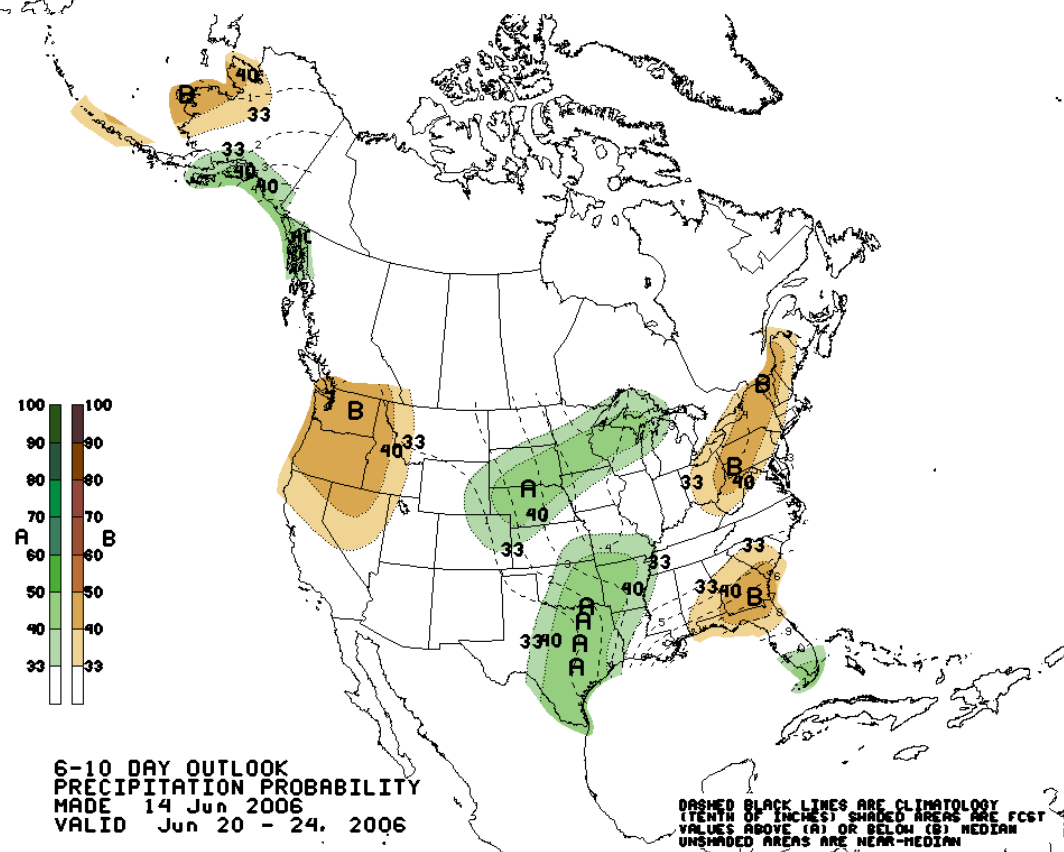 40
B
33
33
2
3
40
40
B
B
33
40
B
33
40
A
40
33
33
40
33
40
A
A
A
A
33
33
40
B
100 100
90 90
80 80
70 70
A B
60 60
50 50
40 40
33 33
6-10 DAY OUTLOOK
PRECIPITATION PROBABILITY
MADE 14 Jun 2006
VALID Jun 20 - 24, 2006
DASHED BLACK LINES ARE CLIMATOLOGY
(TENTH OF INCHES) SHADED AREAS ARE FCST
VALUES ABOVE (A) OR BELOW (B) MEDIAN
UNSHADED AREAS ARE NEAR-MEDIAN